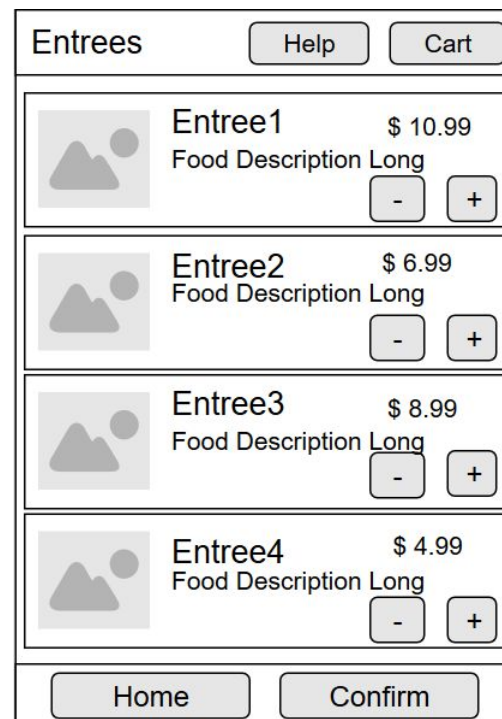 Entrees Help Cart
Entree1 $ 10.99
Food Description Long
- +
Entree2 $ 6.99
Food Description Long
- +
Entree3 $ 8.99
Food Description Long
- +
Entree4 $ 4.99
Food Description Long
- +
Home Confirm